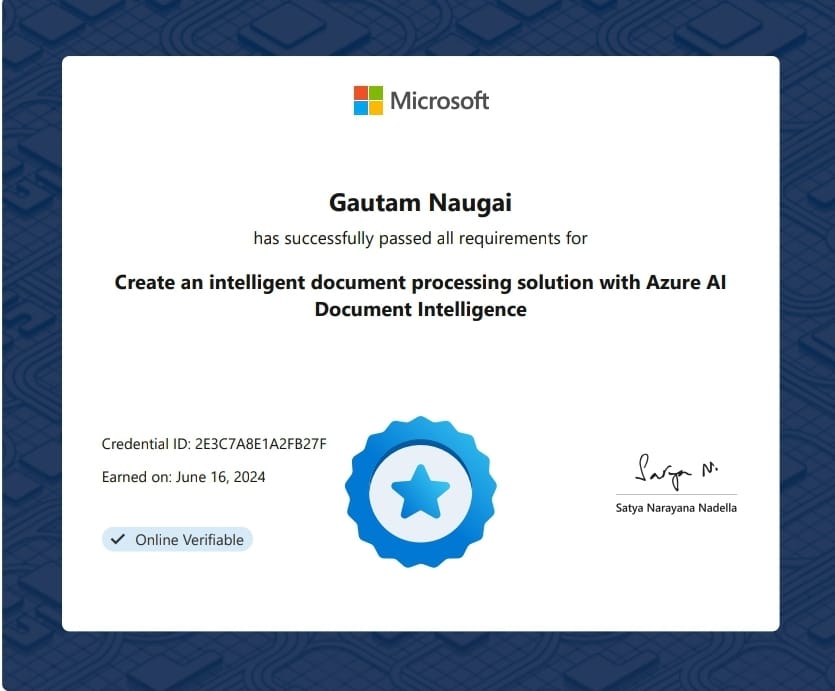 Microsoft
Gautam Naugai
has successfully passed all requirements for
Create an intelligent document processing solution with Azure AI
Document Intelligence
Credential ID: 2E3C7A8E1A2FB27F
Earned on: June 16, 2024
Online Verifiable
Satya N.
Satya Narayana Nadella